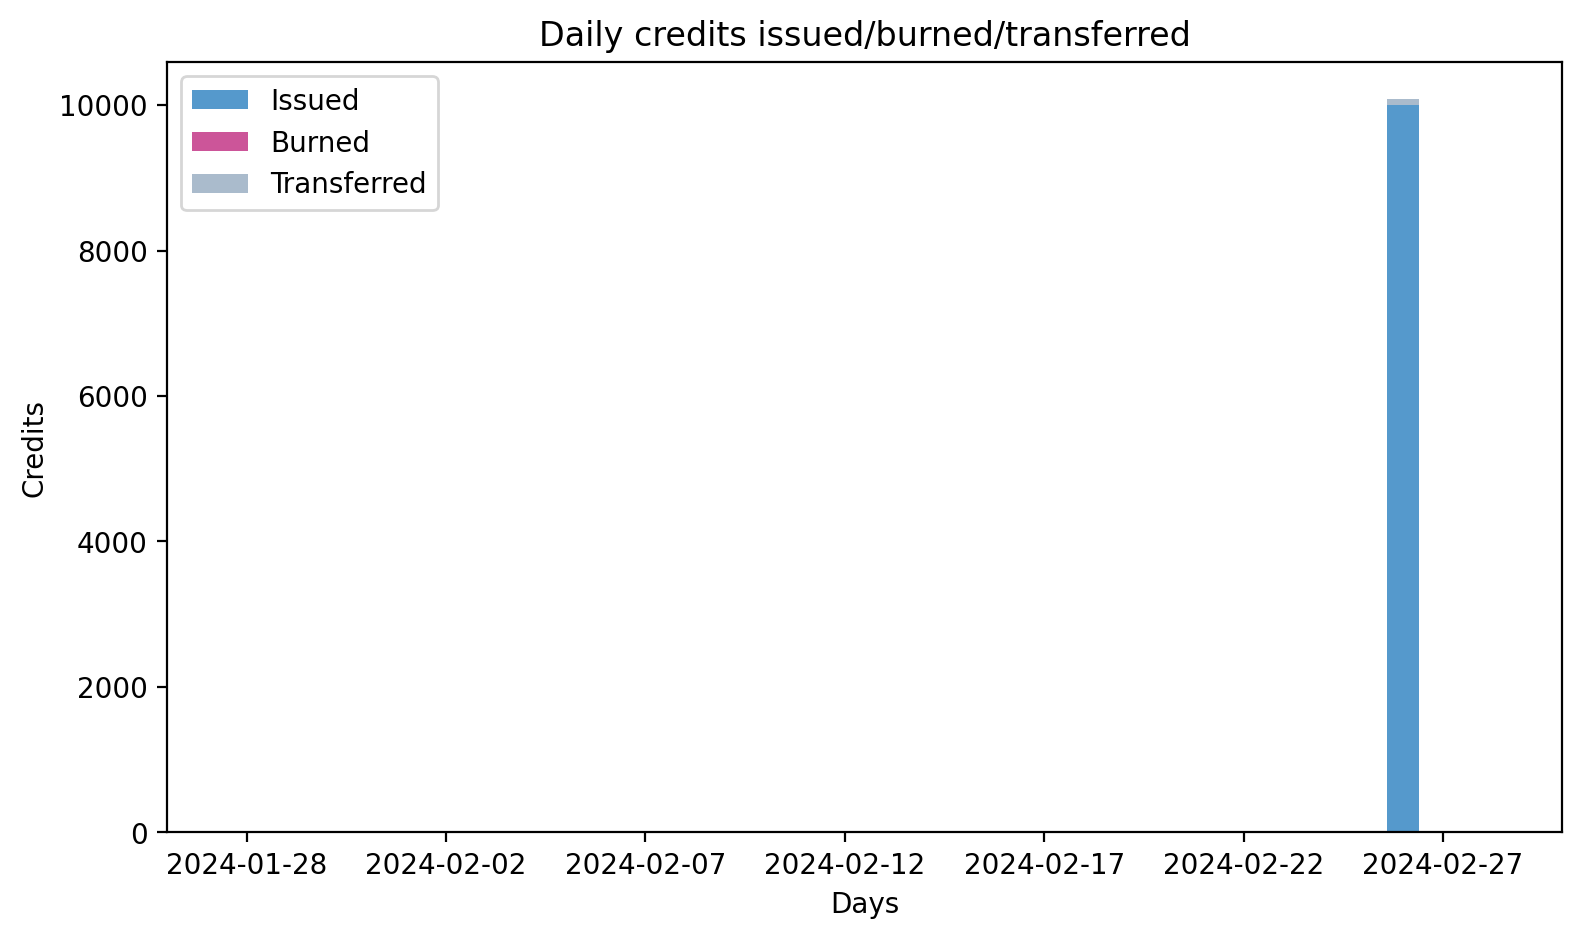 Daily credits issued/burned/transferred
Issued
Burned
Transferred
10000
8000
6000
4000
2000
0
Credits
2024-01-28
2024-02-02
2024-02-07
2024-02-12
2024-02-17
2024-02-22
2024-02-27
Days